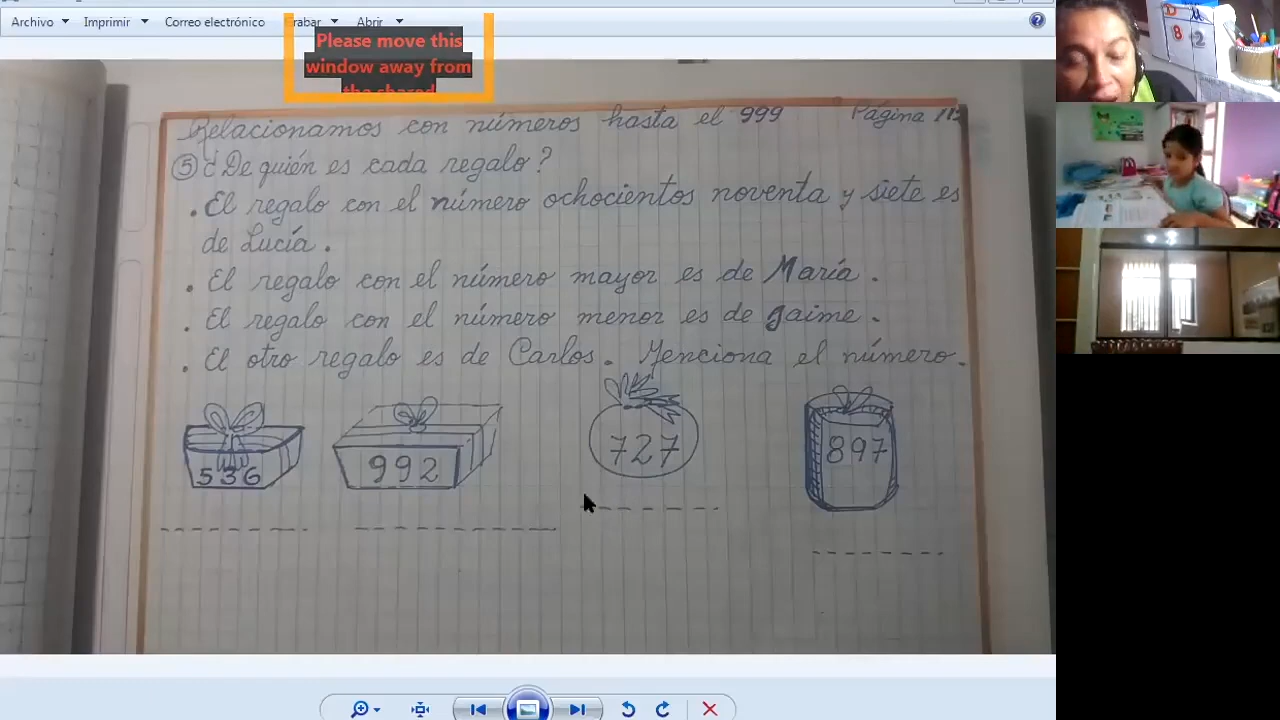 Archivo Imprimir Correo electrónico Grabar Abrir
Please move this
window away from
the shared
Relacionamos con números hasta el 999 Página 115
⑤ ¿De quién es cada regalo?
. El regalo con el número ochocientos noventa y siete es
de Lucía.
. El regalo con el número mayor es de María.
. El regalo con el número menor es de Jaime.
. El otro regalo es de Carlos. Menciona el número.
536 992 727 897
D U
8 2